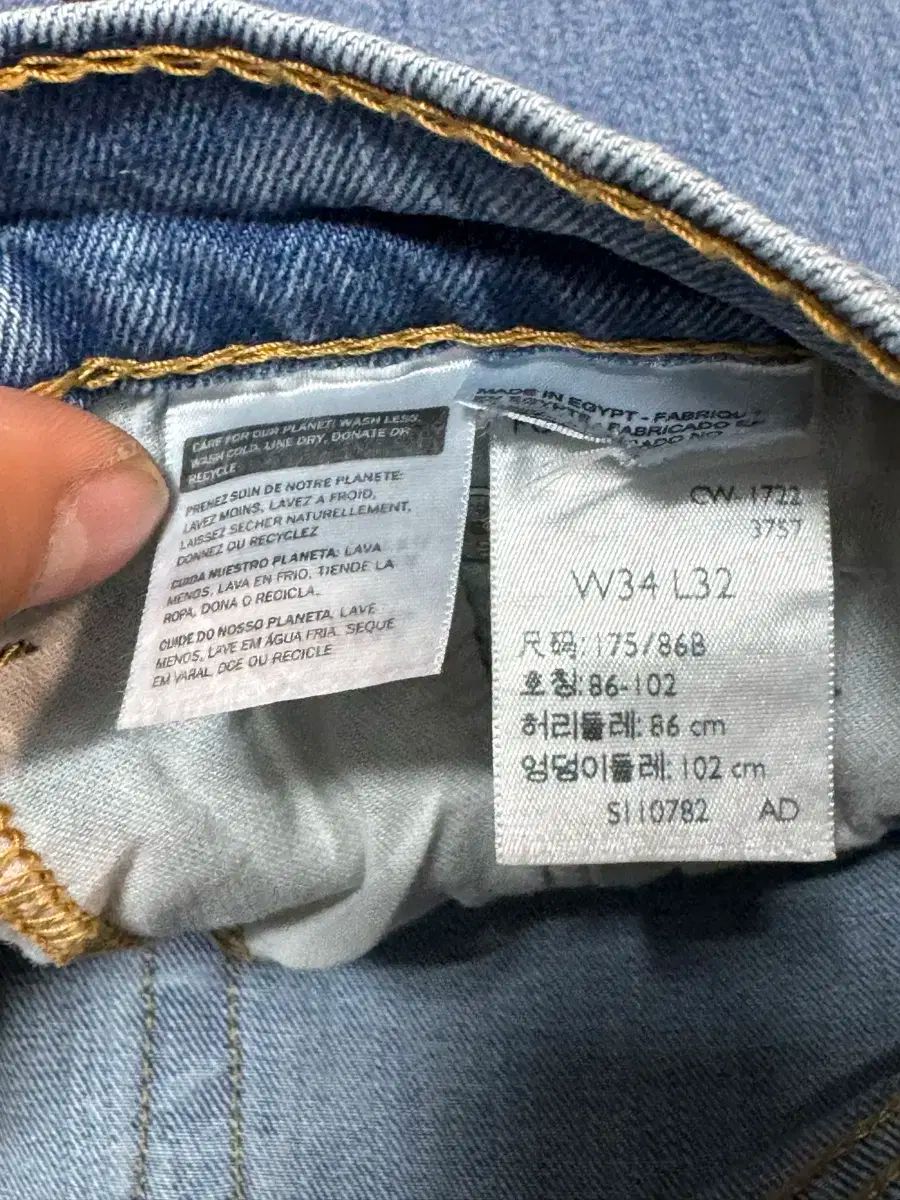 CARE FOR OUR PLANET: WASH LESS,
WASH COLD, LINE DRY, DONATE OR
RECYCLE
PRENEZ SOIN DE NOTRE PLANETE:
LAVEZ MOINS, LAVEZ A FROID,
LAISSEZ SECHER NATURELLEMENT,
DONNEZ OU RECYCLEZ
CUIDA NUESTRO PLANETA: LAVA
MENOS, LAVA EN FRIO, TIENDE LA
ROPA, DONA O RECICLA.
CUIDE DO NOSSO PLANETA. LAVE
MENOS, LAVE EM ÁGUA FRIA. SEQUE
EM VARAL, DOE OU RECICLE
MADE IN EGYPT - FABRIQU
FABRICADO E
CW 1722
3757
W34 L32
尺码: 175/86B
호칭: 86-102
허리둘레: 86 cm
엉덩이둘레: 102 cm
S110782 AD